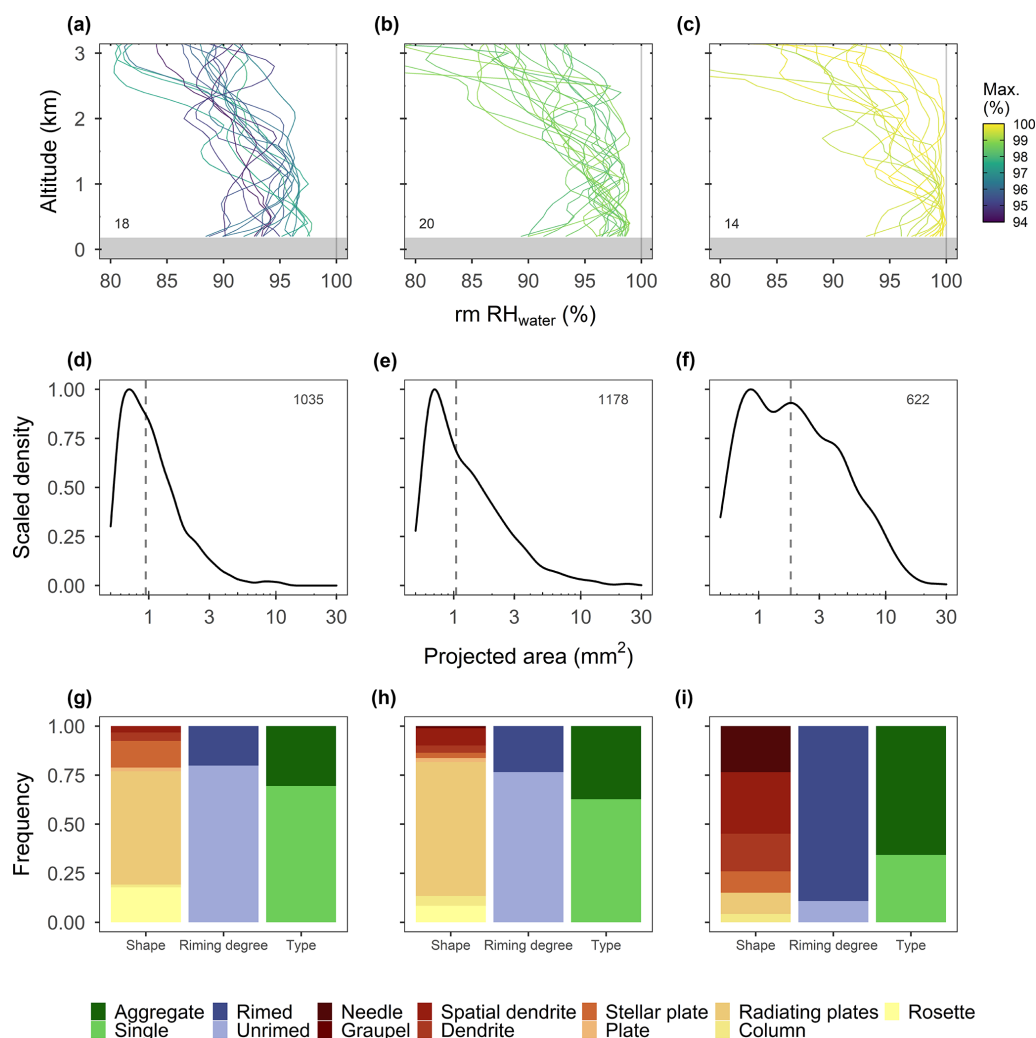 (a) (b) (c)
Altitude (km)
3
2
1
0
18 20 14
80 85 90 95 100 80 85 90 95 100 80 85 90 95 100
rm RHwater (%)
Max.
(%)
100
99
98
97
96
95
94
(d) (e) (f)
Scaled density
1.00
0.75
0.50
0.25
0.00
1035 1178 622
1 3 10 30 1 3 10 30 1 3 10 30
Projected area (mm2)
(g) (h) (i)
Frequency
1.00
0.75
0.50
0.25
0.00
Shape Riming degree Type Shape Riming degree Type Shape Riming degree Type
Aggregate Rimed Needle Spatial dendrite Stellar plate Radiating plates Rosette
Single Unrimed Graupel Dendrite Plate Column